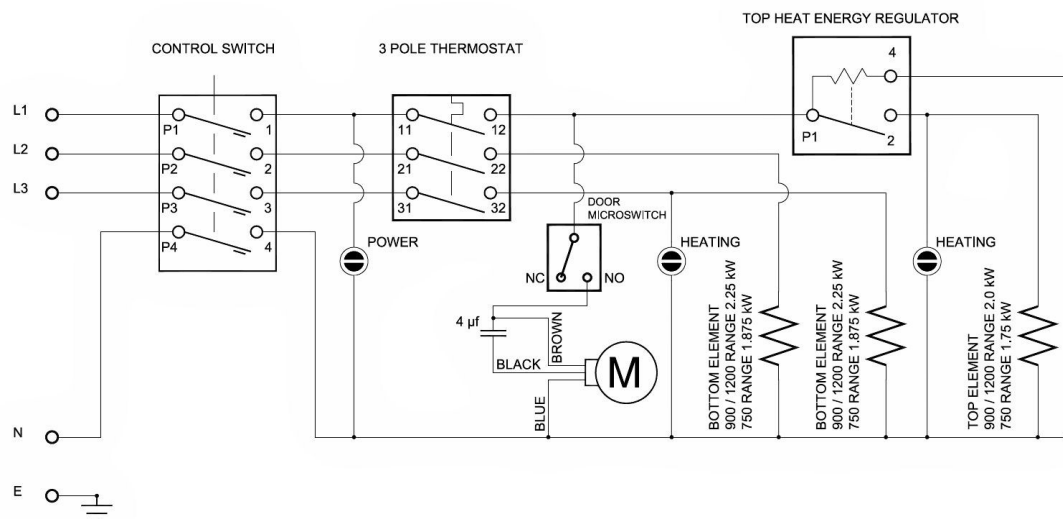 TOP HEAT ENERGY REGULATOR
CONTROL SWITCH
3 POLE THERMOSTAT
4
L1
P1
1
11
12
P1
2
L2
P2
2
21
22
L3
P3
3
31
32
DOOR
MICROSWITCH
P4
4
POWER
HEATING
HEATING
NC
NO
4 µf
BROWN
BLACK
M
BLUE
BOTTOM ELEMENT
900 / 1200 RANGE 2.25 kW
750 RANGE 1.875 kW
BOTTOM ELEMENT
900 / 1200 RANGE 2.25 kW
750 RANGE 1.875 kW
TOP ELEMENT
900 / 1200 RANGE 2.0 kW
750 RANGE 1.75 kW
N
E